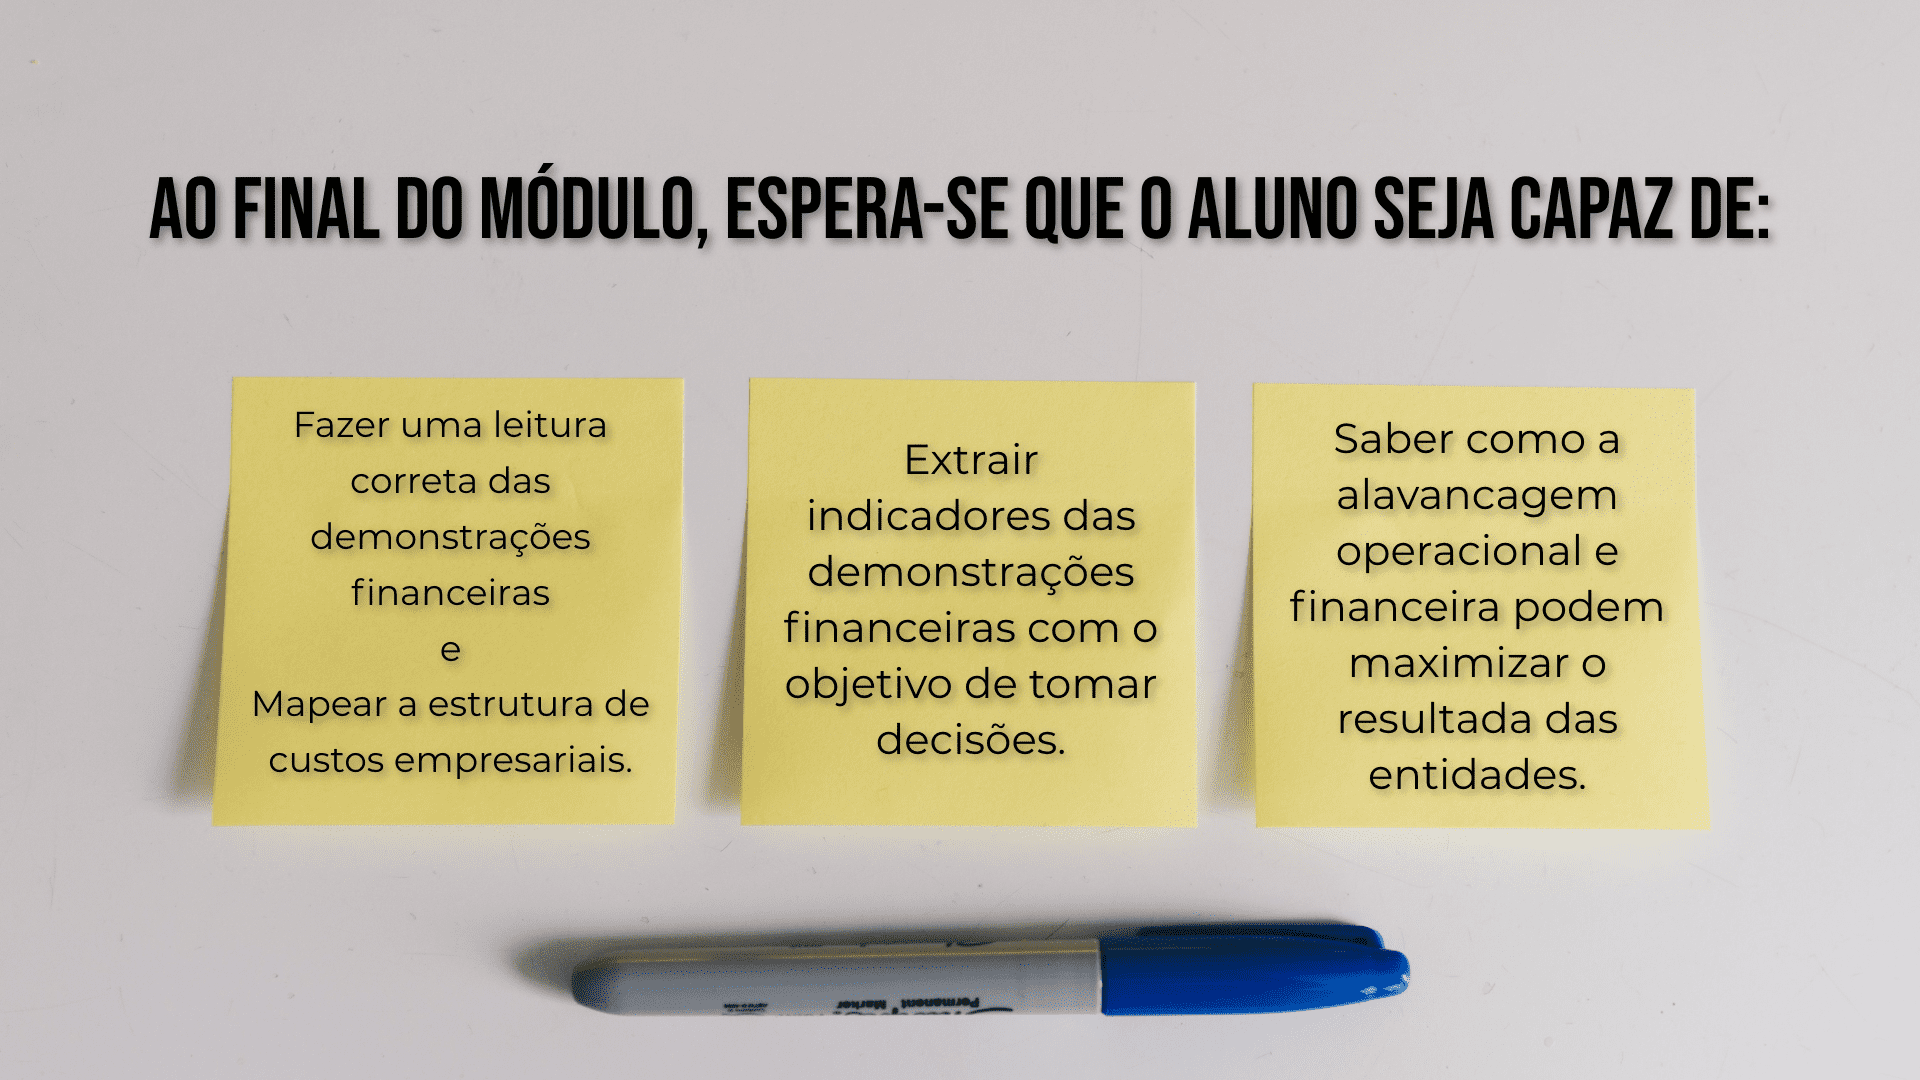 AO FINAL DO MÓDULO, ESPERA-SE QUE O ALUNO SEJA CAPAZ DE:
Fazer uma leitura
correta das
demonstrações
financeiras
e
Mapear a estrutura de
custos empresariais.
Extrair
indicadores das
demonstrações
financeiras com o
objetivo de tomar
decisões.
Saber como a
alavancagem
operacional e
financeira podem
maximizar o
resultada das
entidades.
Permanent
Marker